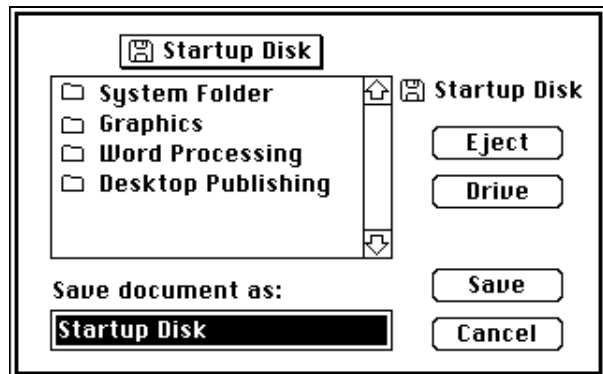 Startup Disk
System Folder
Graphics
Word Processing
Desktop Publishing
Startup Disk
Eject
Drive
Save document as:
Startup Disk
Save
Cancel